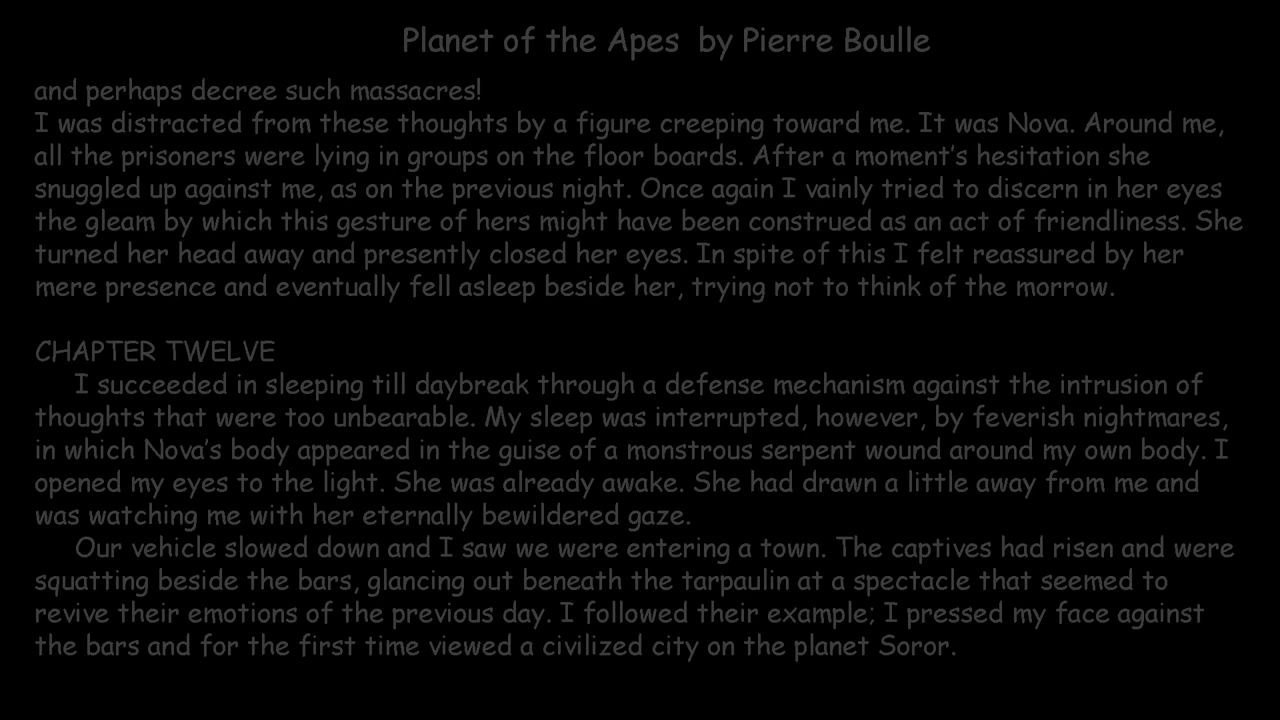 Planet of the Apes  by Pierre Boulle
and perhaps decree such massacres!
I was distracted from these thoughts by a figure creeping toward me. It was Nova. Around me,
all the prisoners were lying in groups on the floor boards. After a moment’s hesitation she
snuggled up against me, as on the previous night. Once again I vainly tried to discern in her eyes
the gleam by which this gesture of hers might have been construed as an act of friendliness. She
turned her head away and presently closed her eyes. In spite of this I felt reassured by her
mere presence and eventually fell asleep beside her, trying not to think of the morrow.
CHAPTER TWELVE
I succeeded in sleeping till daybreak through a defense mechanism against the intrusion of
thoughts that were too unbearable. My sleep was interrupted, however, by feverish nightmares,
in which Nova’s body appeared in the guise of a monstrous serpent wound around my own body. I
opened my eyes to the light. She was already awake. She had drawn a little away from me and
was watching me with her eternally bewildered gaze.
Our vehicle slowed down and I saw we were entering a town. The captives had risen and were
squatting beside the bars, glancing out beneath the tarpaulin at a spectacle that seemed to
revive their emotions of the previous day. I followed their example; I pressed my face against
the bars and for the first time viewed a civilized city on the planet Soror.